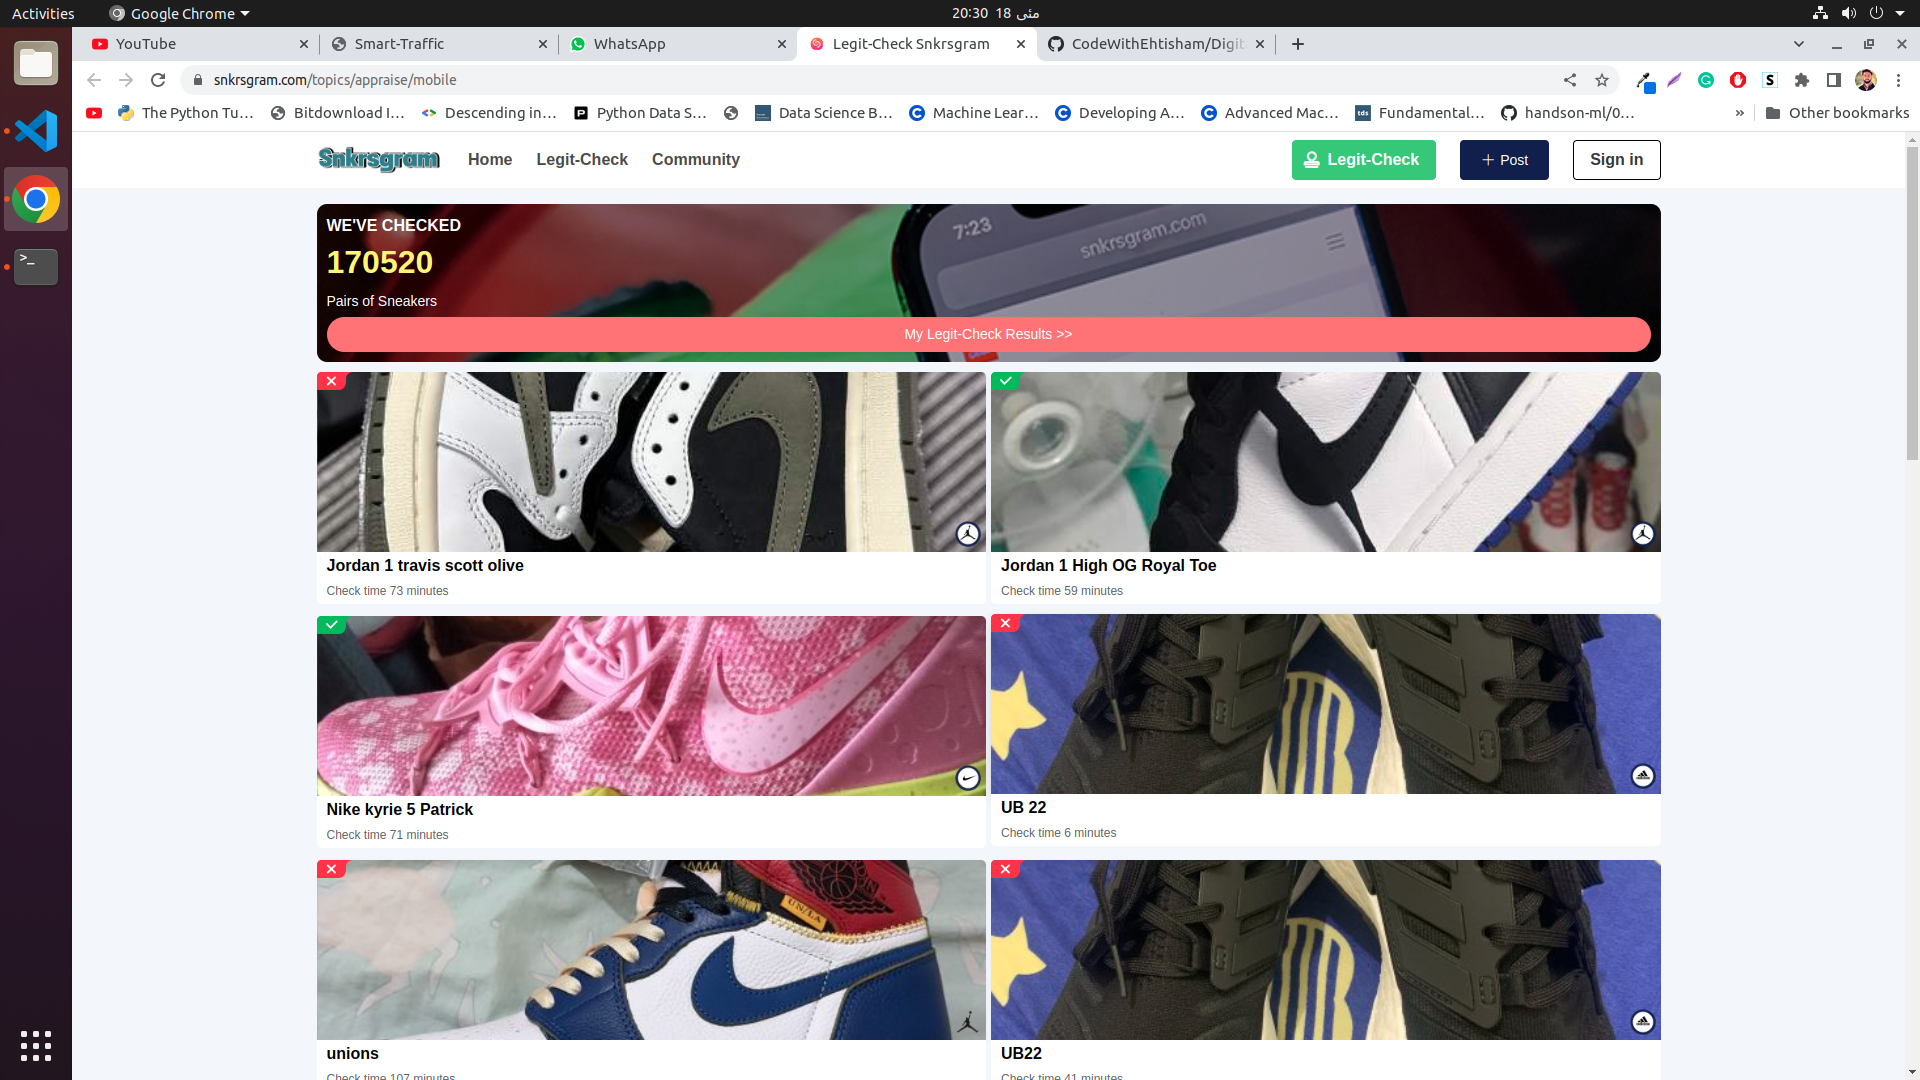 Activities
Google Chrome
20:30 18 مئی
YouTube
Smart-Traffic
WhatsApp
Legit-Check Snkrsgram
CodeWithEhtisham/Digit
snkrsgram.com/topics/appraise/mobile
The Python Tu…
Bitdownload I…
Descending in…
Python Data S…
Data Science B…
Machine Lear…
Developing A…
Advanced Mac…
Fundamental…
handson-ml/0…
»
Other bookmarks
Snkrsgram
Home
Legit-Check
Community
Legit-Check
+ Post
Sign in
WE'VE CHECKED
170520
Pairs of Sneakers
7:23
snkrsgram.com
My Legit-Check Results >>
Jordan 1 travis scott olive
Check time 73 minutes
Jordan 1 High OG Royal Toe
Check time 59 minutes
Nike kyrie 5 Patrick
Check time 71 minutes
UB 22
Check time 6 minutes
UN/LA
unions
Check time 107 minutes
UB22
Check time 41 minutes